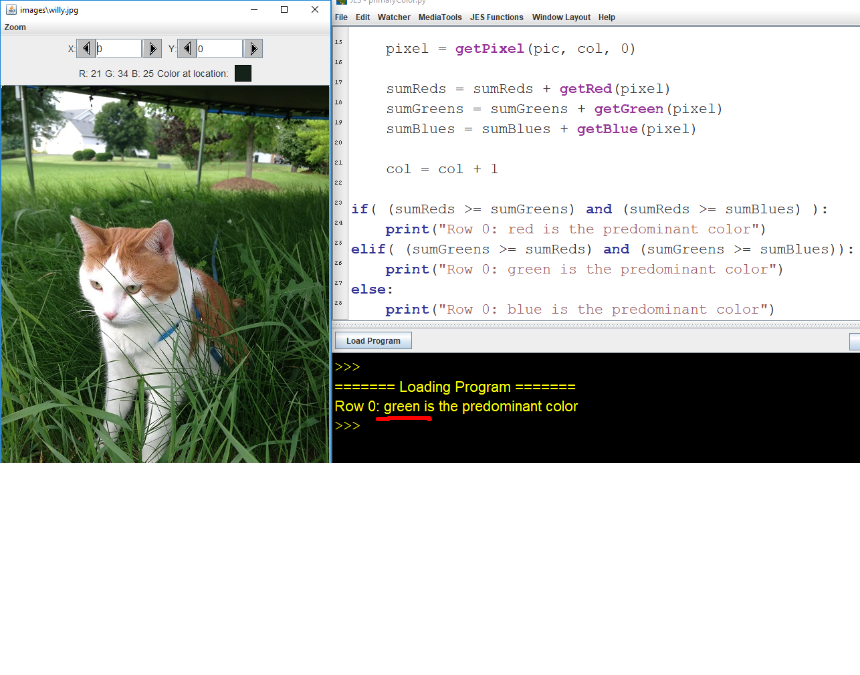 images\willy.jpg
Zoom
X: 0 Y: 0
R: 21 G: 34 B: 25 Color at location:
JES - primaryColor.py
File Edit Watcher MediaTools JES Functions Window Layout Help
15 pixel = getPixel(pic, col, 0)
16
17 sumReds = sumReds + getRed(pixel)
18 sumGreens = sumGreens + getGreen(pixel)
19 sumBlues = sumBlues + getBlue(pixel)
20
21 col = col + 1
22
23 if( (sumReds >= sumGreens) and (sumReds >= sumBlues) ):
24 print("Row 0: red is the predominant color")
25 elif( (sumGreens >= sumReds) and (sumGreens >= sumBlues)):
26 print("Row 0: green is the predominant color")
27 else:
28 print("Row 0: blue is the predominant color")
Load Program
>>>
======= Loading Program =======
Row 0: green is the predominant color
>>>